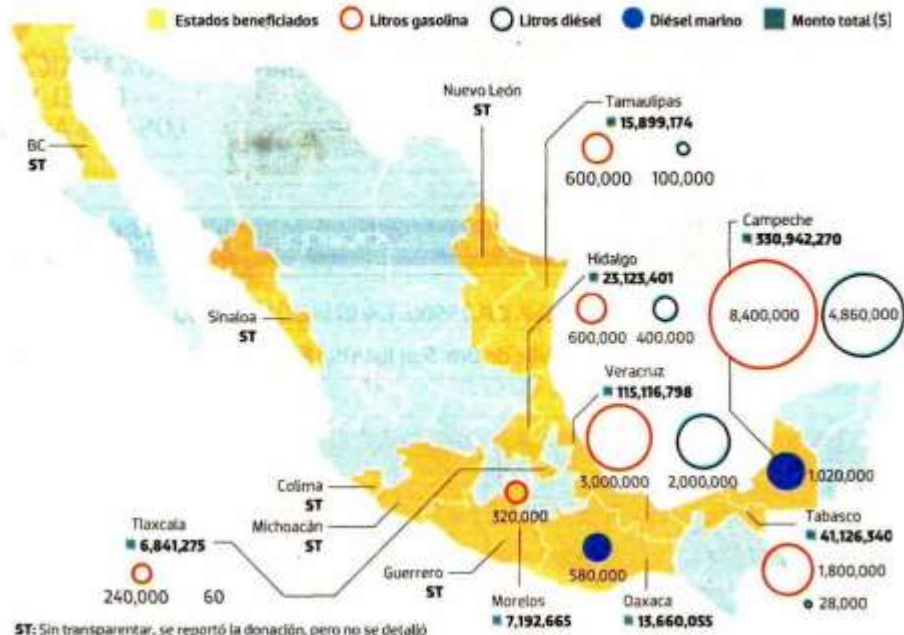 Estados beneficiados
Litros gasolina
Litros diésel
Diésel marino
Monto total ($)
Nuevo León
ST
Tamaulipas
15,899,174
600,000
100,000
BC
ST
Campeche
330,942,270
8,400,000
4,860,000
Hidalgo
23,123,401
600,000
400,000
Sinaloa
ST
Veracruz
115,116,798
3,000,000
2,000,000
1,020,000
Colima
ST
Michoacán
ST
320,000
Tabasco
41,126,340
1,800,000
28,000
Tlaxcala
6,841,275
240,000
60
Guerrero
ST
580,000
Morelos
7,192,665
Oaxaca
13,660,055
ST: Sin transparentar, se reportó la donación, pero no se detalló